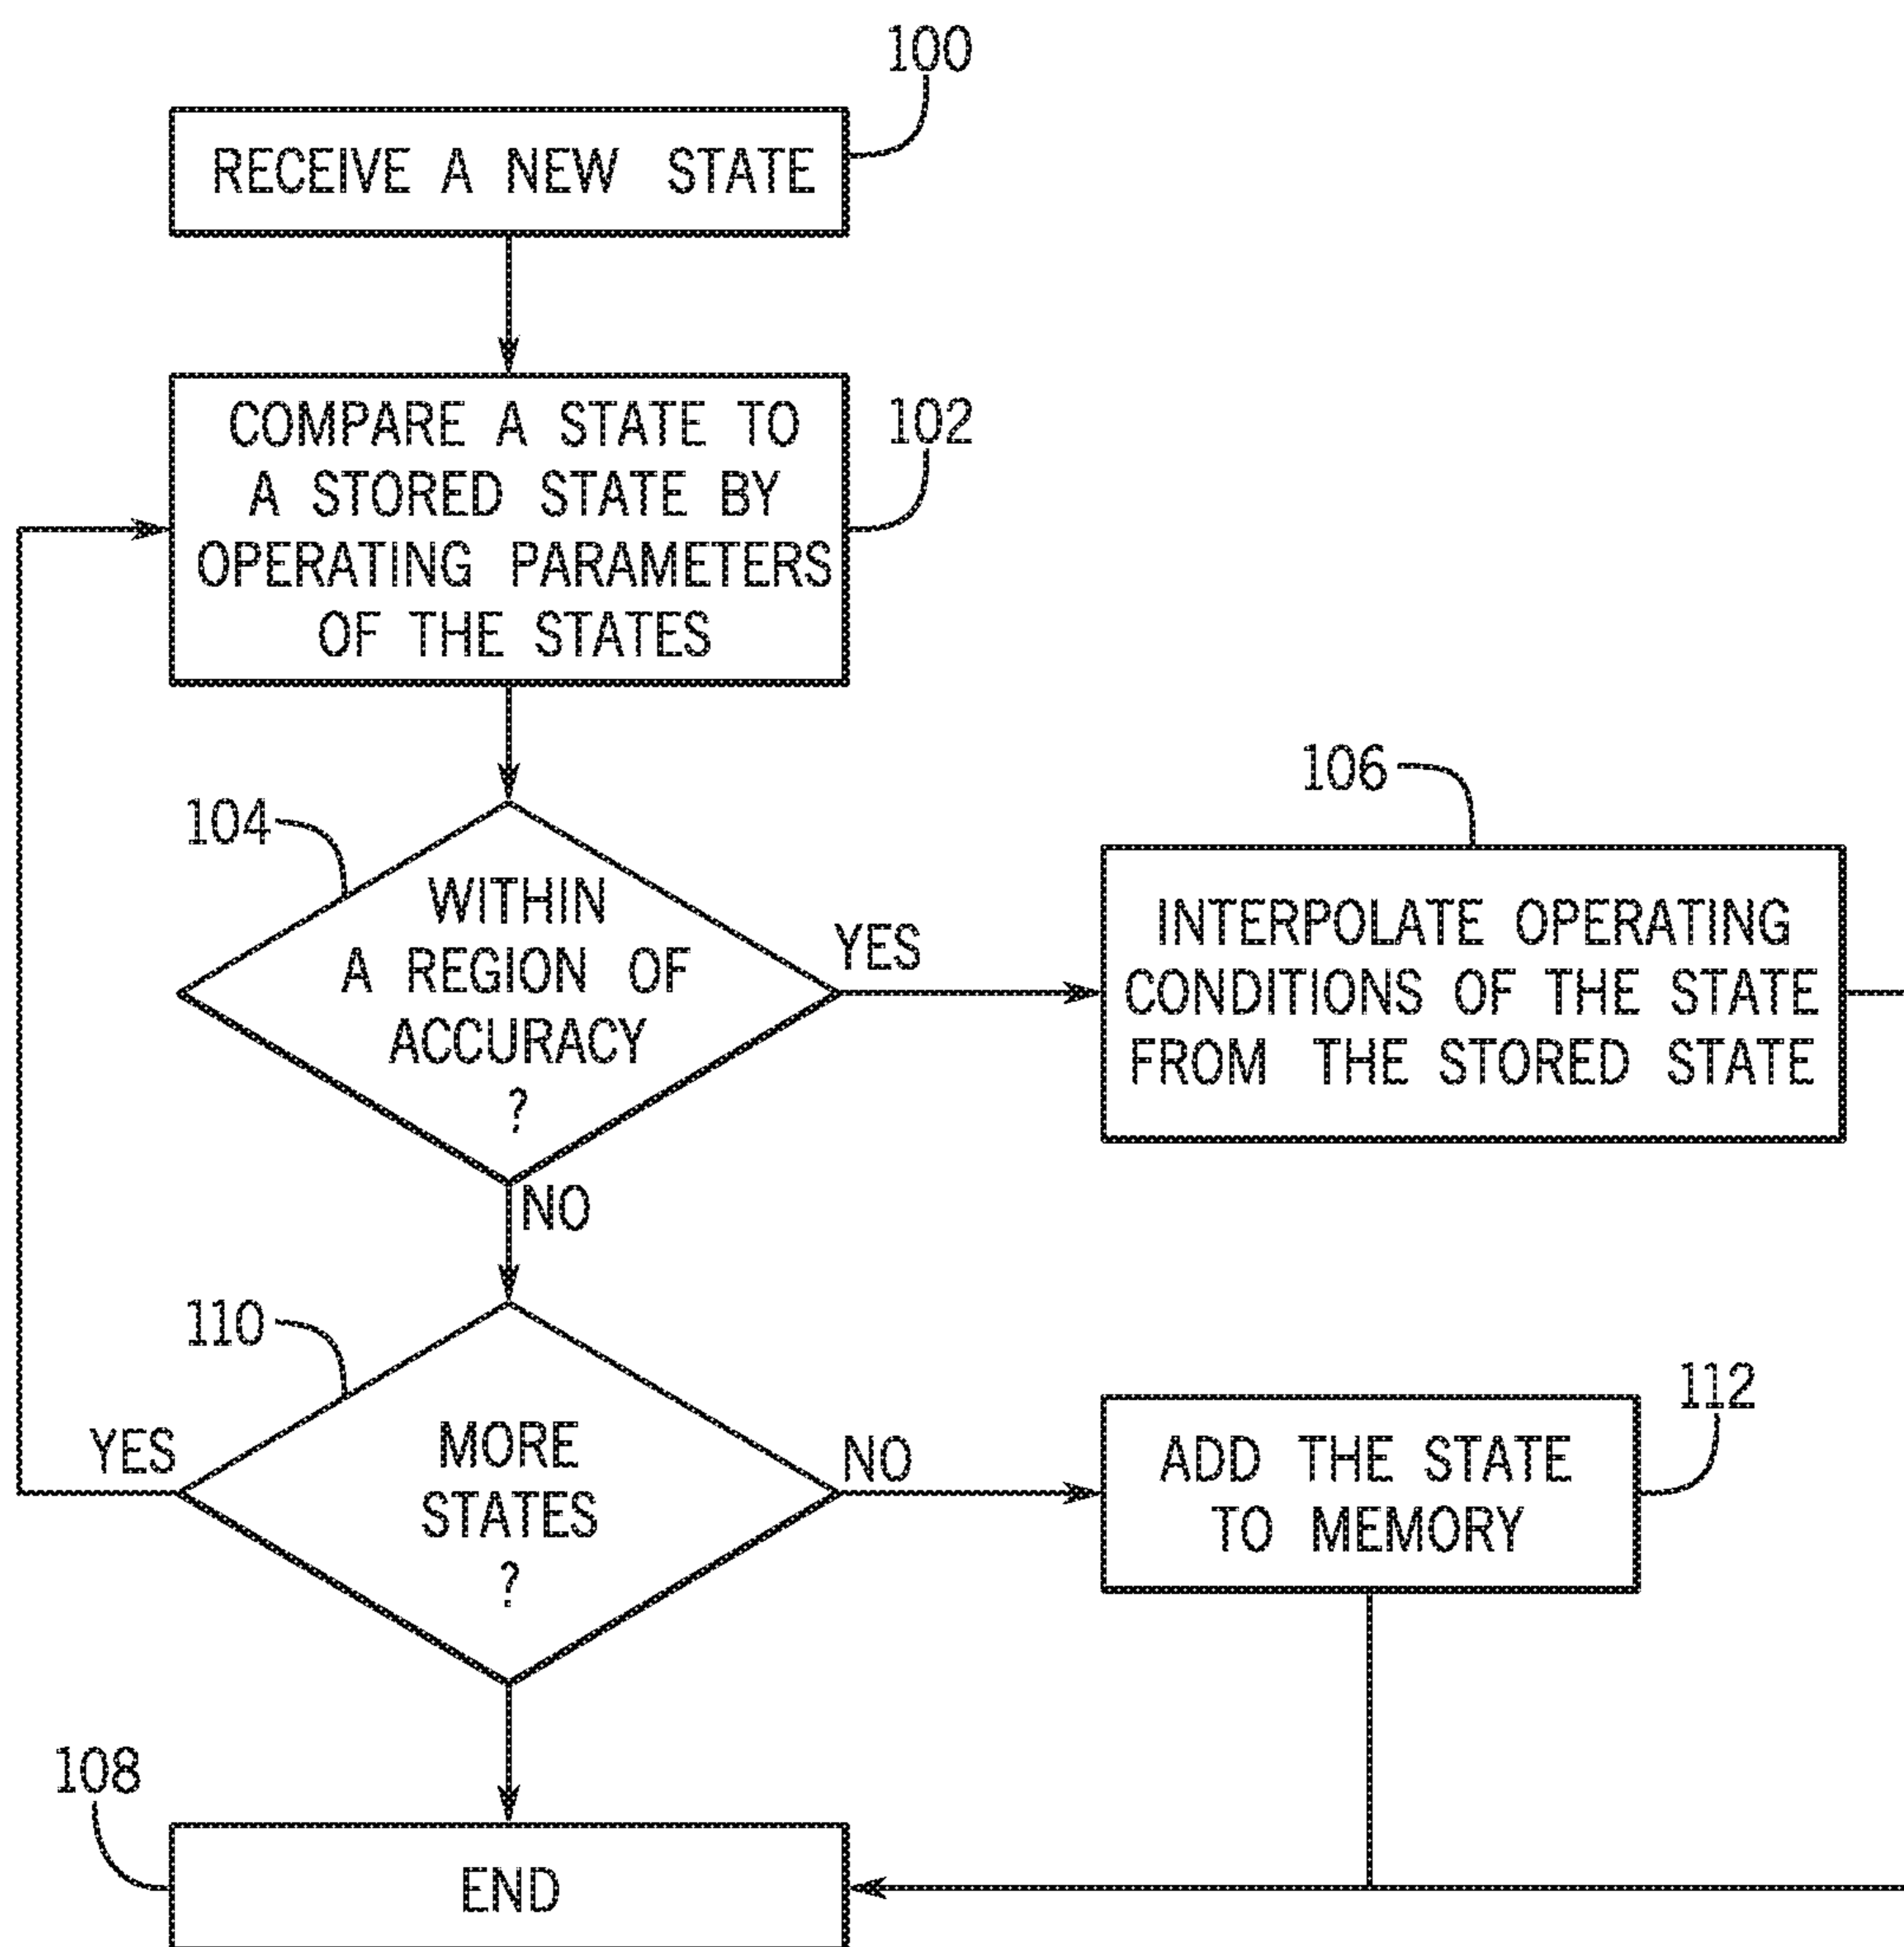 100
RECEIVE A NEW STATE
COMPARE A STATE TO
A STORED STATE BY
OPERATING PARAMETERS
OF THE STATES
102
104
WITHIN
A REGION OF
ACCURACY
?
YES
NO
106
INTERPOLATE OPERATING
CONDITIONS OF THE STATE
FROM THE STORED STATE
110
MORE
STATES
?
YES
NO
112
ADD THE STATE
TO MEMORY
108
END